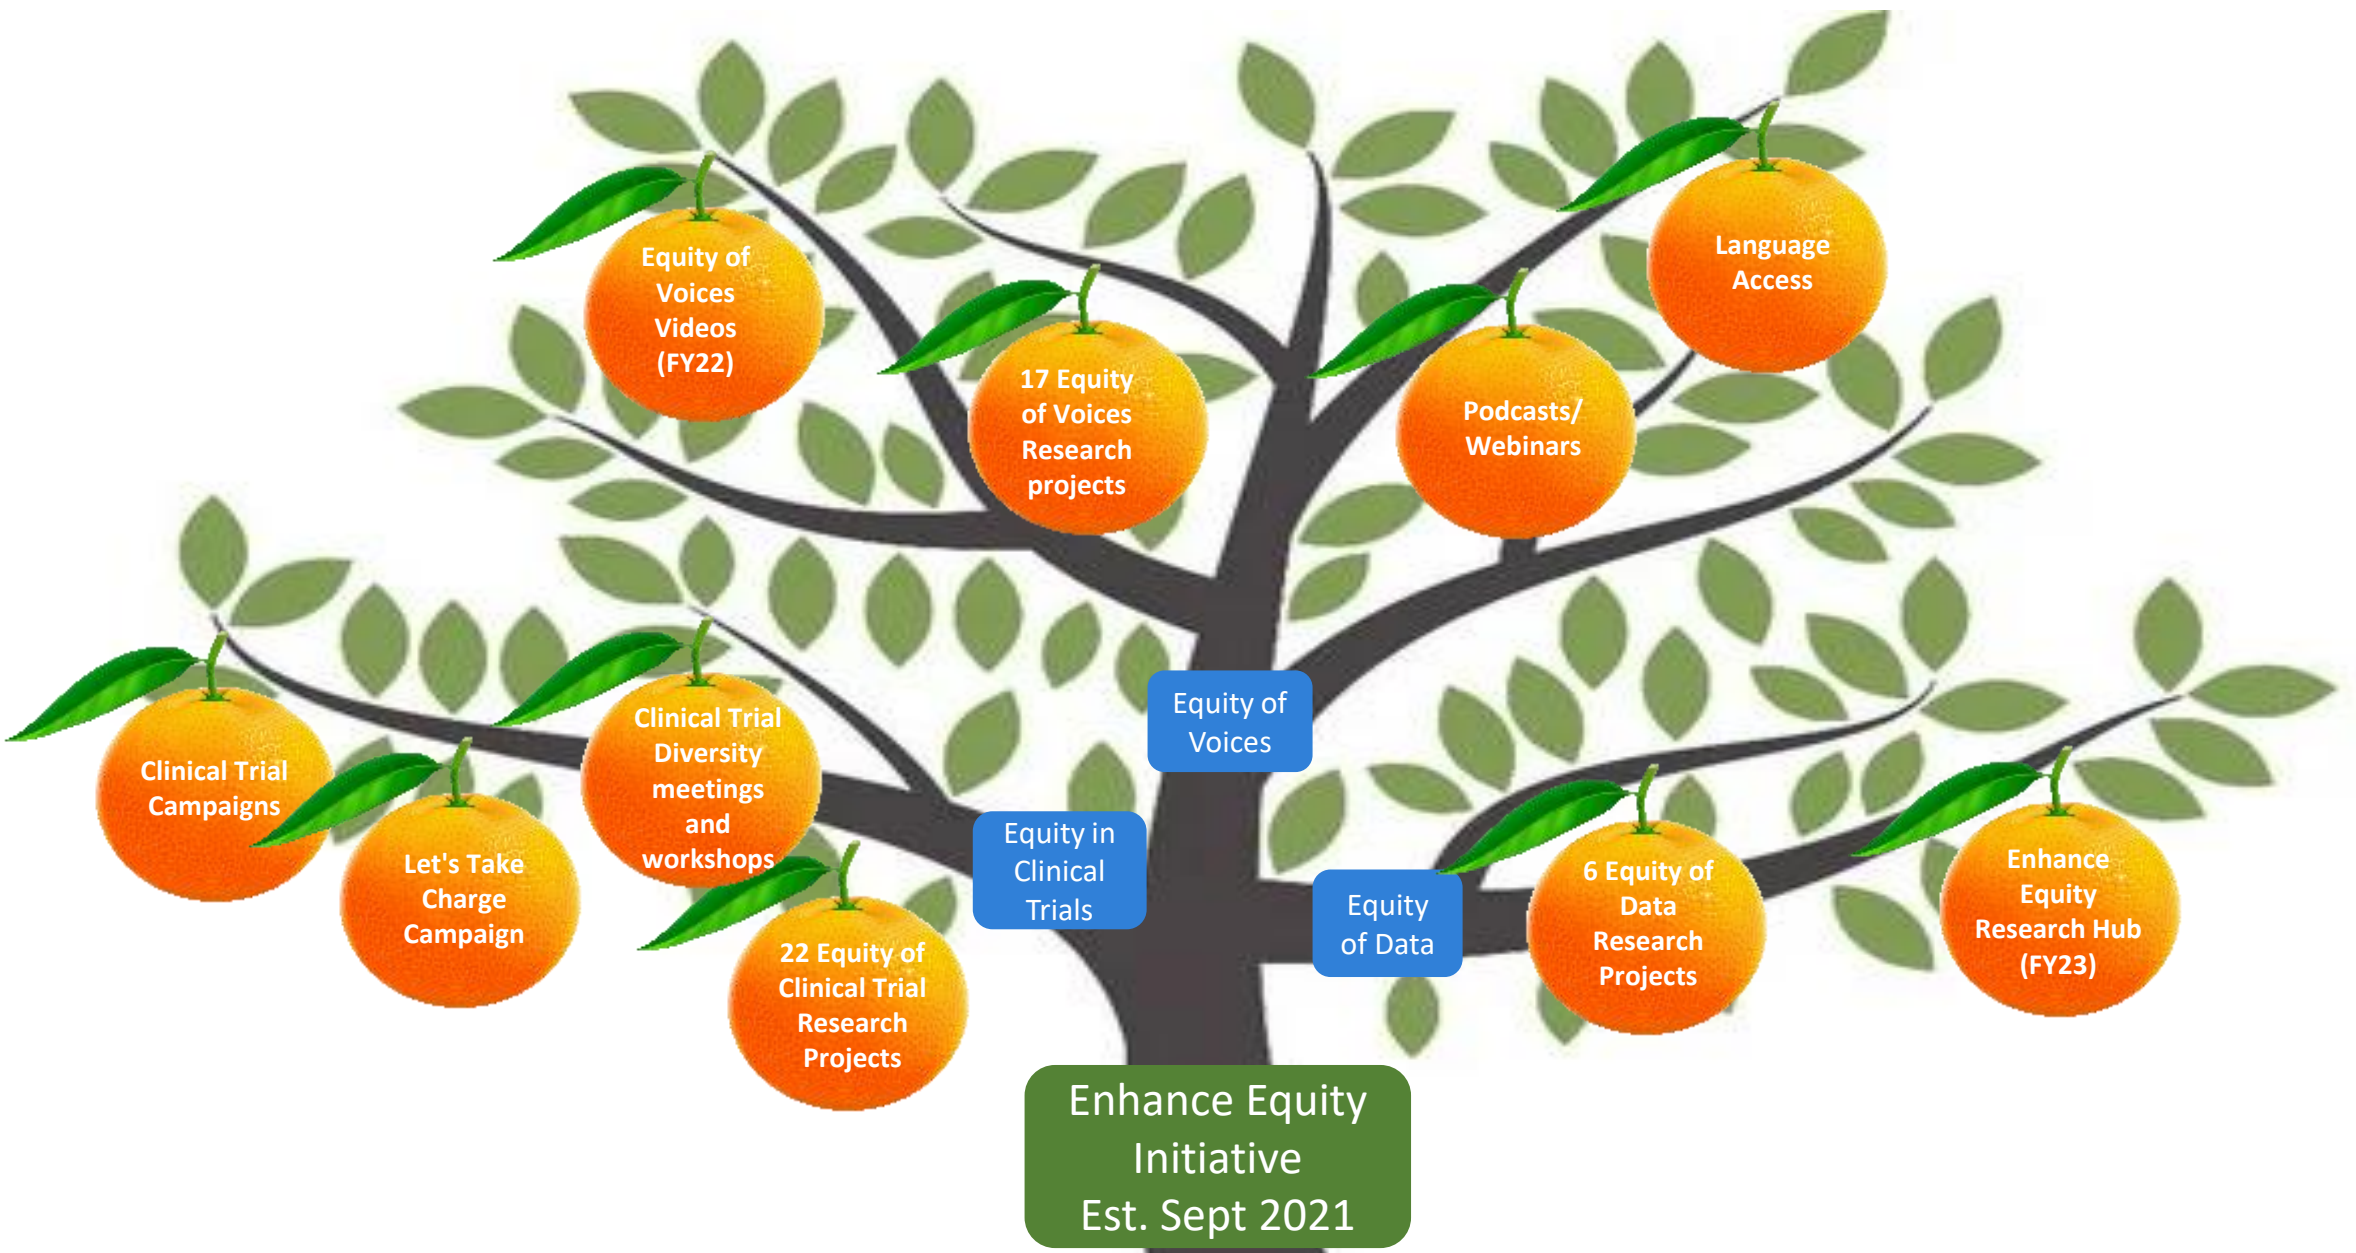 Equity of
Voices
Videos
(FY22)
17 Equity
of Voices
Research
projects
Podcasts/
Webinars
Language
Access
Equity of
Voices
Clinical Trial
Campaigns
Let's Take
Charge
Campaign
Clinical Trial
Diversity
meetings
and
workshops
22 Equity of
Clinical Trial
Research
Projects
Equity in
Clinical
Trials
Equity
of Data
6 Equity of
Data
Research
Projects
Enhance
Equity
Research Hub
(FY23)
Enhance Equity
Initiative
Est. Sept 2021